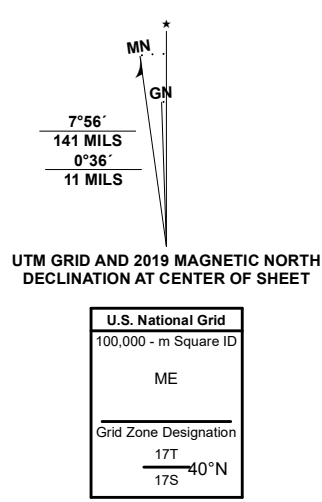 ★
MN
GN
7°56´
141 MILS
0°36´
11 MILS
UTM GRID AND 2019 MAGNETIC NORTH
DECLINATION AT CENTER OF SHEET
U.S. National Grid
100,000 - m Square ID
ME
Grid Zone Designation
17T
40°N
17S